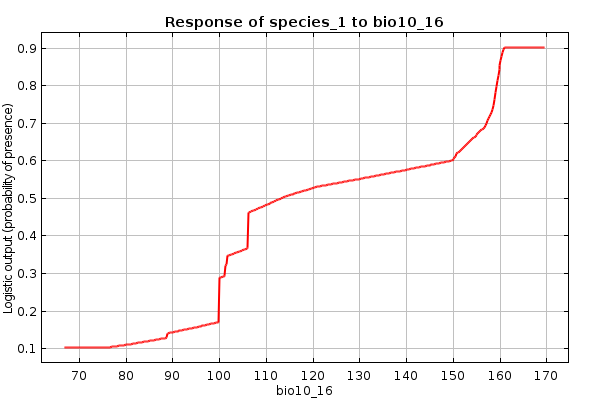 Response of species_1 to bio10_16
Logistic output (probability of presence)
0.9
0.8
0.7
0.6
0.5
0.4
0.3
0.2
0.1
70 80 90 100 110 120 130 140 150 160 170
bio10_16